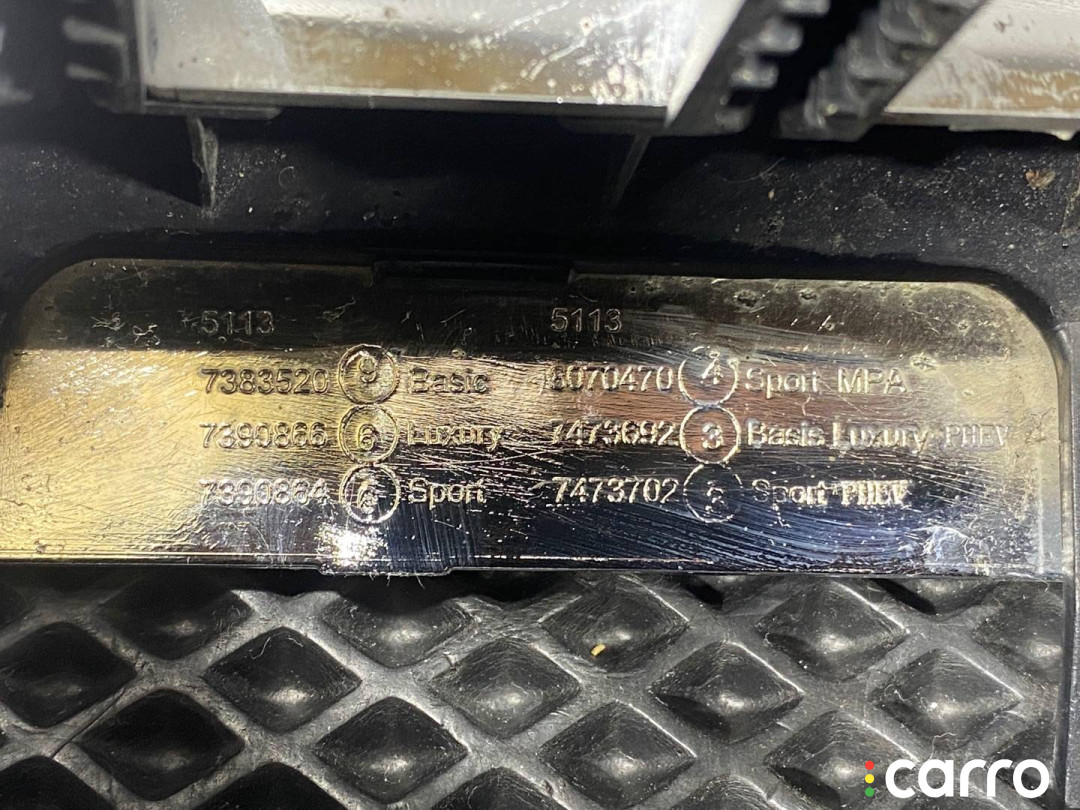 5113 5113
7383520 9 Basic 8070470 4 Sport MPA
7390866 6 Luxury 7473692 3 Basis Luxury PHEV
7390864 Sport 7473702 Sport PHEV
carro